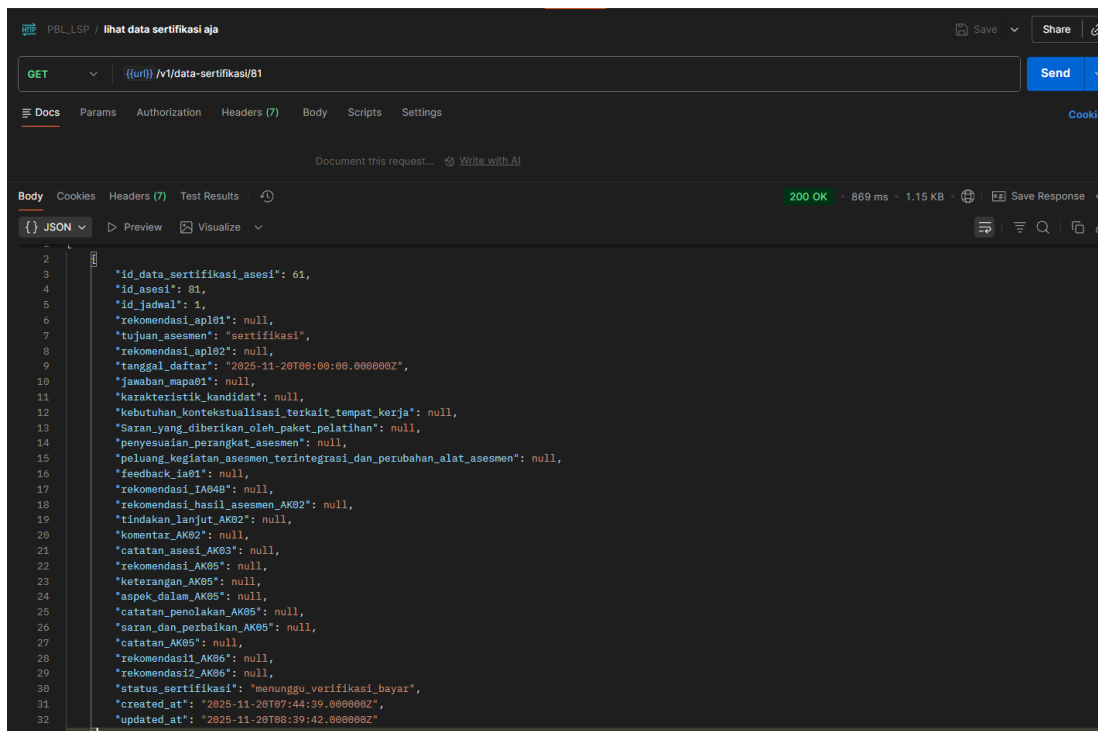 HTTP PBL_LSP / lihat data sertifikasi aja Save Share
GET {{url}} /v1/data-sertifikasi/81 Send
Docs Params Authorization Headers (7) Body Scripts Settings Cooki
Document this request... Write with AI
Body Cookies Headers (7) Test Results 200 OK 869 ms 1.15 KB e.g. Save Response
{} JSON Preview Visualize
2 {
3 "id_data_sertifikasi_asesi": 61,
4 "id_asesi": 81,
5 "id_jadwal": 1,
6 "rekomendasi_apl01": null,
7 "tujuan_asesmen": "sertifikasi",
8 "rekomendasi_apl02": null,
9 "tanggal_daftar": "2025-11-20T00:00:00.000000Z",
10 "jawaban_mapa01": null,
11 "karakteristik_kandidat": null,
12 "kebutuhan_kontekstualisasi_terkait_tempat_kerja": null,
13 "Saran_yang_diberikan_oleh_paket_pelatihan": null,
14 "penyesuaian_perangkat_asesmen": null,
15 "peluang_kegiatan_asesmen_terintegrasi_dan_perubahan_alat_asesmen": null,
16 "feedback_ia01": null,
17 "rekomendasi_IA04B": null,
18 "rekomendasi_hasil_asesmen_AK02": null,
19 "tindakan_lanjut_AK02": null,
20 "komentar_AK02": null,
21 "catatan_asesi_AK03": null,
22 "rekomendasi_AK05": null,
23 "keterangan_AK05": null,
24 "aspek_dalam_AK05": null,
25 "catatan_penolakan_AK05": null,
26 "saran_dan_perbaikan_AK05": null,
27 "catatan_AK05": null,
28 "rekomendasi1_AK06": null,
29 "rekomendasi2_AK06": null,
30 "status_sertifikasi": "menunggu_verifikasi_bayar",
31 "created_at": "2025-11-20T07:44:39.000000Z",
32 "updated_at": "2025-11-20T08:39:42.000000Z"